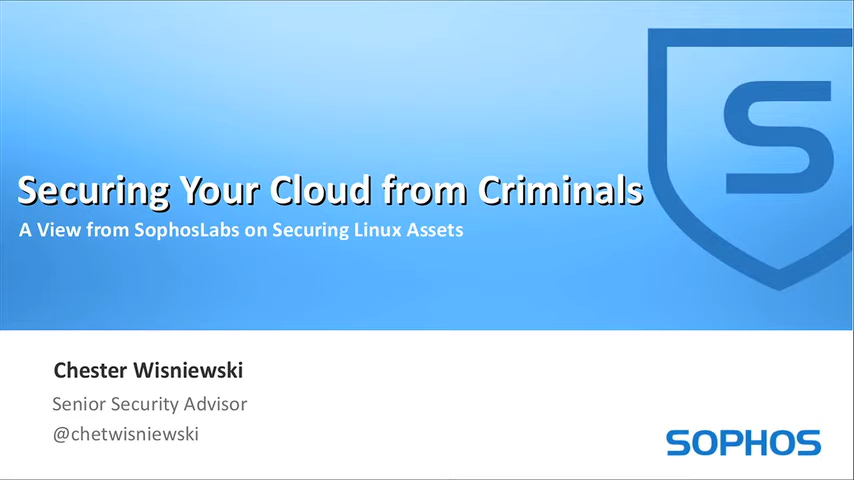 S
Securing Your Cloud from Criminals
A View from SophosLabs on Securing Linux Assets
Chester Wisniewski
Senior Security Advisor
@chetwisniewski
SOPHOS